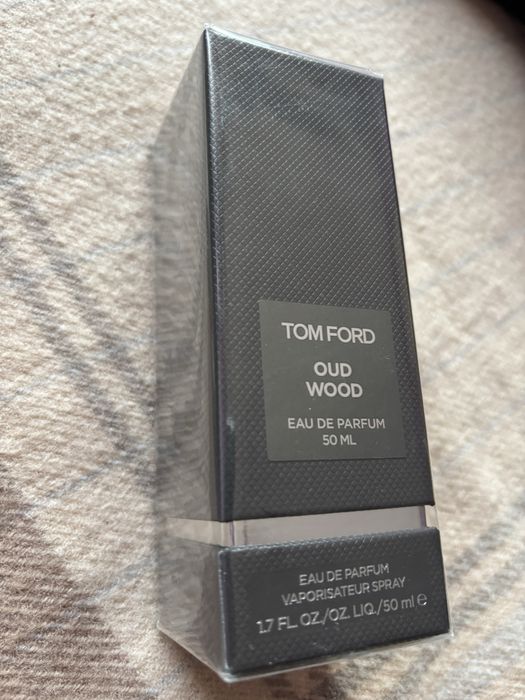 TOM FORD
OUD
WOOD
EAU DE PARFUM
50 ML
EAU DE PARFUM
VAPORISATEUR SPRAY
1.7 FL. OZ./OZ. LIQ./50 ml ℮